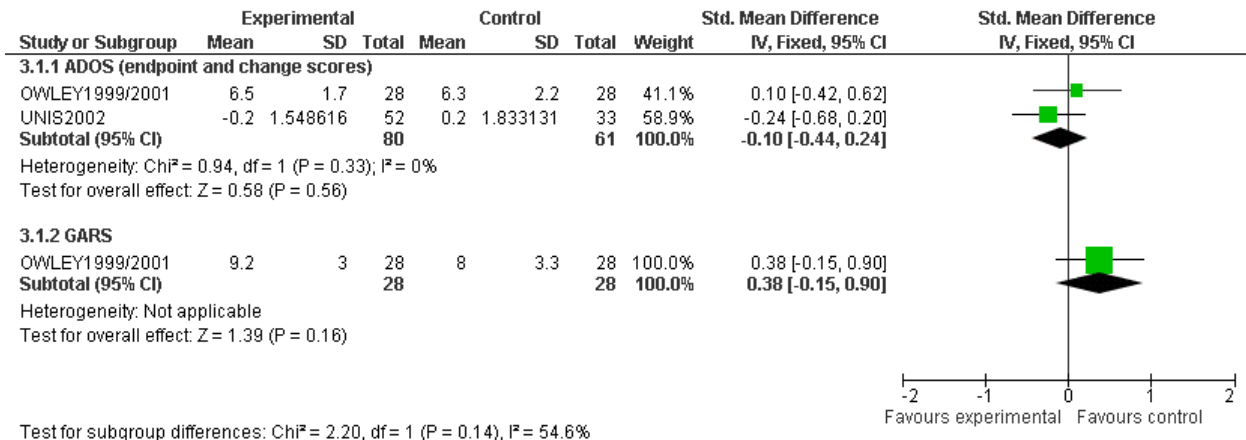 Experimental Control Std. Mean Difference Std. Mean Difference
Study or Subgroup Mean SD Total Mean SD Total Weight IV, Fixed, 95% CI IV, Fixed, 95% CI
3.1.1 ADOS (endpoint and change scores)
OWLEY1999/2001 6.5 1.7 28 6.3 2.2 28 41.1% 0.10 [-0.42, 0.62]
UNIS2002 -0.2 1.548616 52 0.2 1.833131 33 58.9% -0.24 [-0.68, 0.20]
Subtotal (95% CI) 80 61 100.0% -0.10 [-0.44, 0.24]
Heterogeneity: Chi² = 0.94, df = 1 (P = 0.33); I² = 0%
Test for overall effect: Z = 0.58 (P = 0.56)
3.1.2 GARS
OWLEY1999/2001 9.2 3 28 8 3.3 28 100.0% 0.38 [-0.15, 0.90]
Subtotal (95% CI) 28 28 100.0% 0.38 [-0.15, 0.90]
Heterogeneity: Not applicable
Test for overall effect: Z = 1.39 (P = 0.16)
-2 -1 0 1 2
Favours experimental Favours control
Test for subgroup differences: Chi² = 2.20, df = 1 (P = 0.14), I² = 54.6%